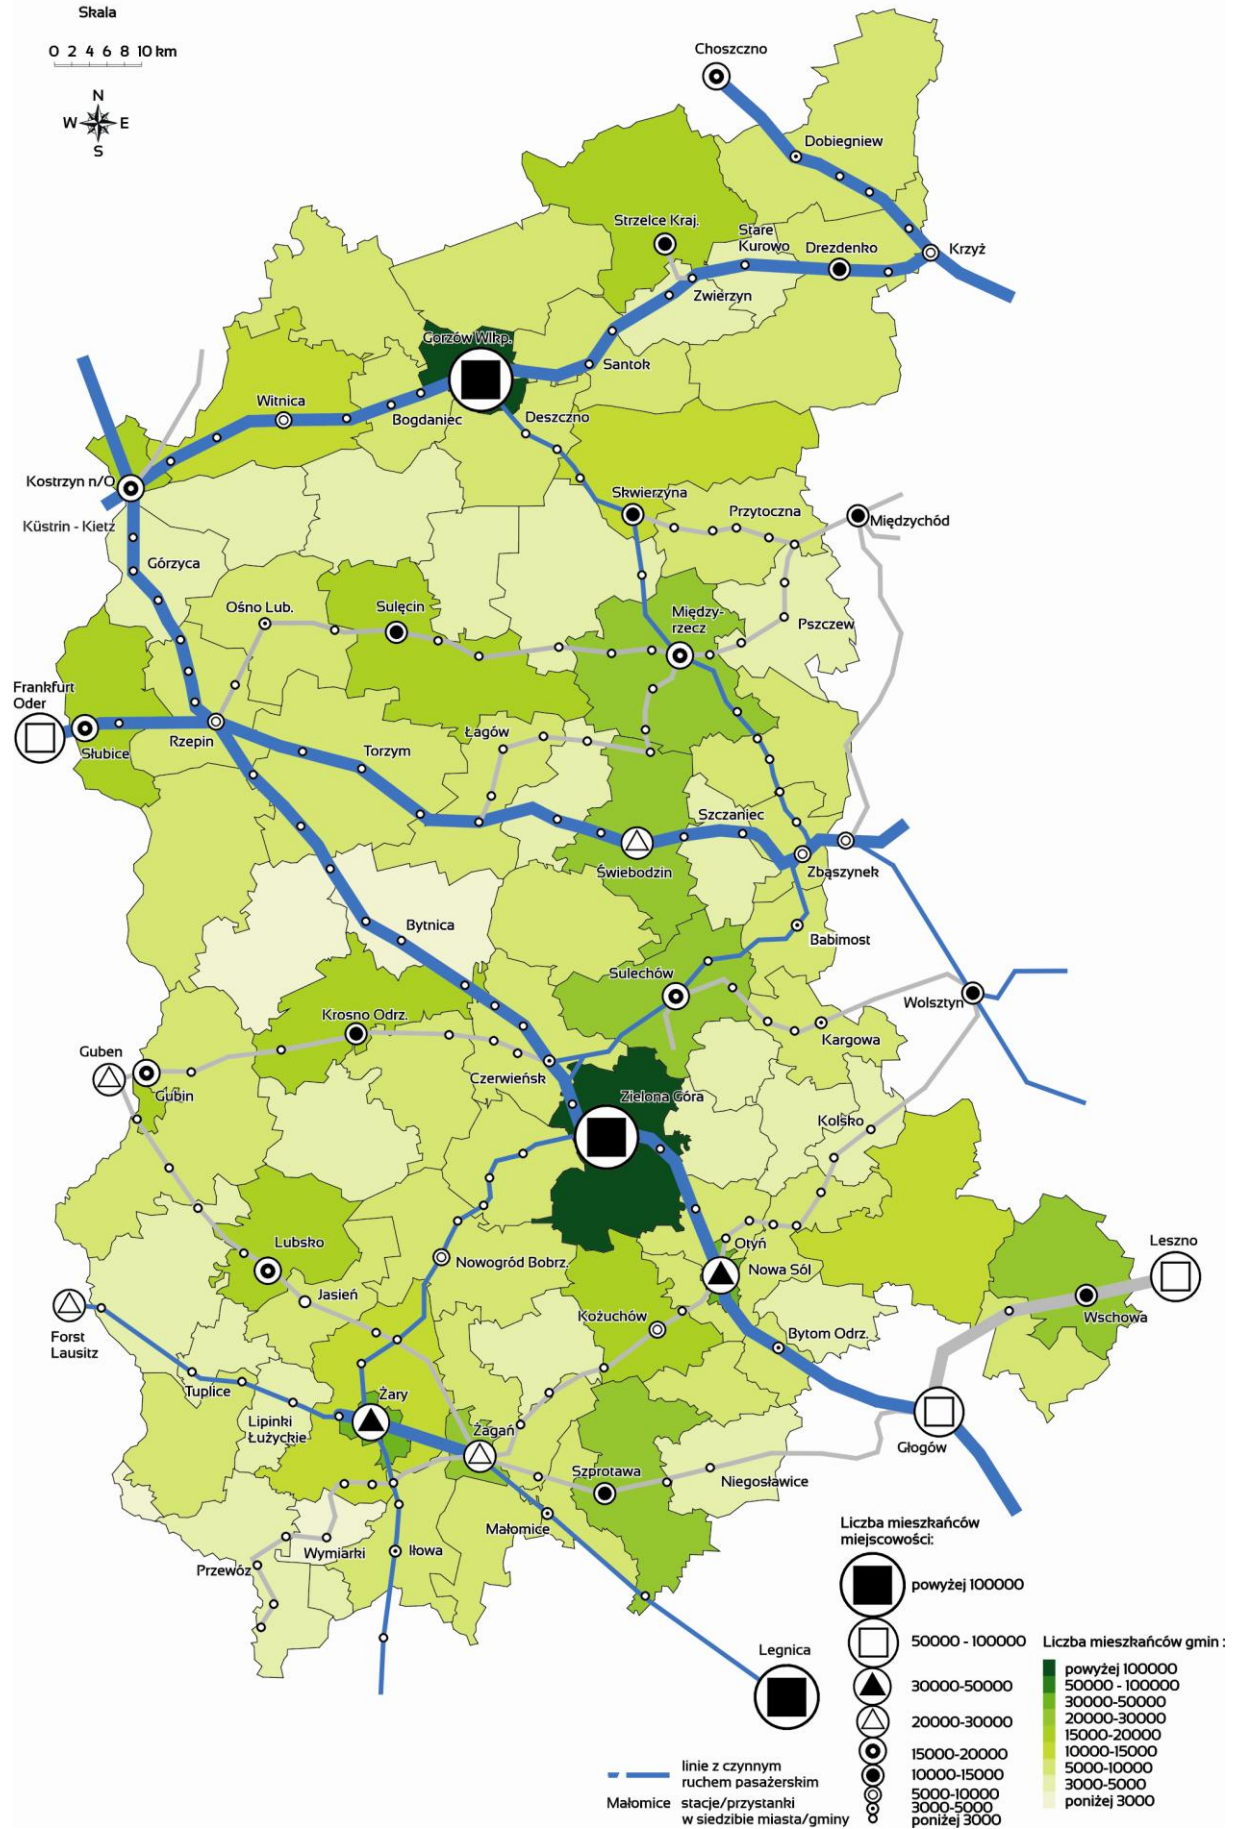 Skala
0 2 4 6 8 10 km
N
W E
S
Choszczno
Dobiegniew
Strzelce Kraj.
Stare
Kurowo
Drezdenko
Krzyż
Zwierzyn
Gorzów Wlkp.
Santok
Witnica
Bogdaniec
Deszczno
Kostrzyn n/O
Küstrin - Kietz
Skwierzyna
Przytoczna
Międzychód
Górzyca
Ośno Lub.
Sulęcin
Między-
rzecz
Pszczew
Frankfurt
Oder
Słubice
Rzepin
Torzym
Łagów
Szczaniec
Świebodzin
Zbąszynek
Bytnica
Babimost
Sulechów
Wolsztyn
Krosno Odrz.
Kargowa
Guben
Gubin
Czerwieńsk
Zielona Góra
Kolsko
Lubsko
Otyń
Leszno
Nowogród Bobrz.
Nowa Sól
Jasień
Kożuchów
Wschowa
Forst
Lausitz
Bytom Odrz.
Tuplice
Żary
Lipinki
Łużyckie
Żagań
Głogów
Szprotawa
Niegosławice
Małomice
Wymiarki
Iłowa
Przewóz
Legnica
Liczba mieszkańców
miejscowości:
powyżej 100000
50000 - 100000
30000-50000
20000-30000
15000-20000
10000-15000
5000-10000
3000-5000
poniżej 3000
Liczba mieszkańców gmin :
powyżej 100000
50000 - 100000
30000-50000
20000-30000
15000-20000
10000-15000
5000-10000
3000-5000
poniżej 3000
linie z czynnym
ruchem pasażerskim
Małomice stacje/przystanki
w siedzibie miasta/gminy